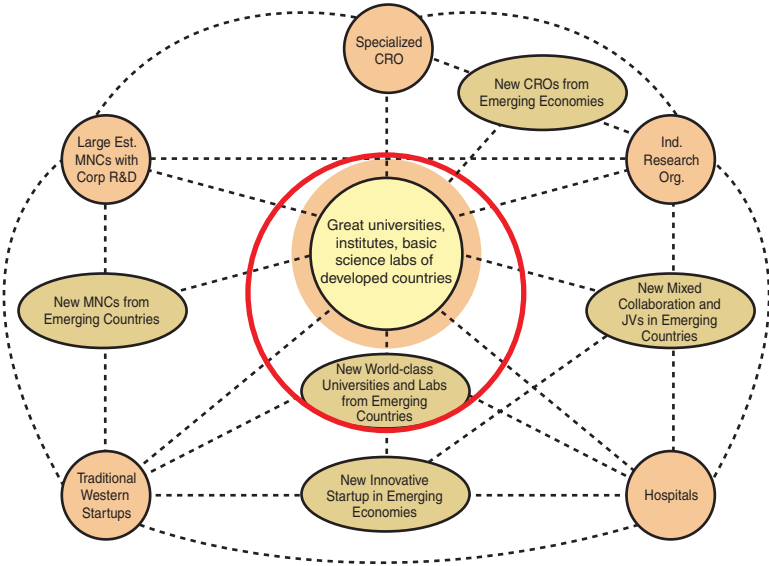 Specialized
CRO
New CROs from
Emerging Economies
Large Est.
MNCs with
Corp R&D
Ind.
Research
Org.
Great universities,
institutes, basic
science labs of
developed countries
New MNCs from
Emerging Countries
New Mixed
Collaboration and
JVs in Emerging
Countries
New World-class
Universities and Labs
from Emerging
Countries
Traditional
Western
Startups
New Innovative
Startup in Emerging
Economies
Hospitals